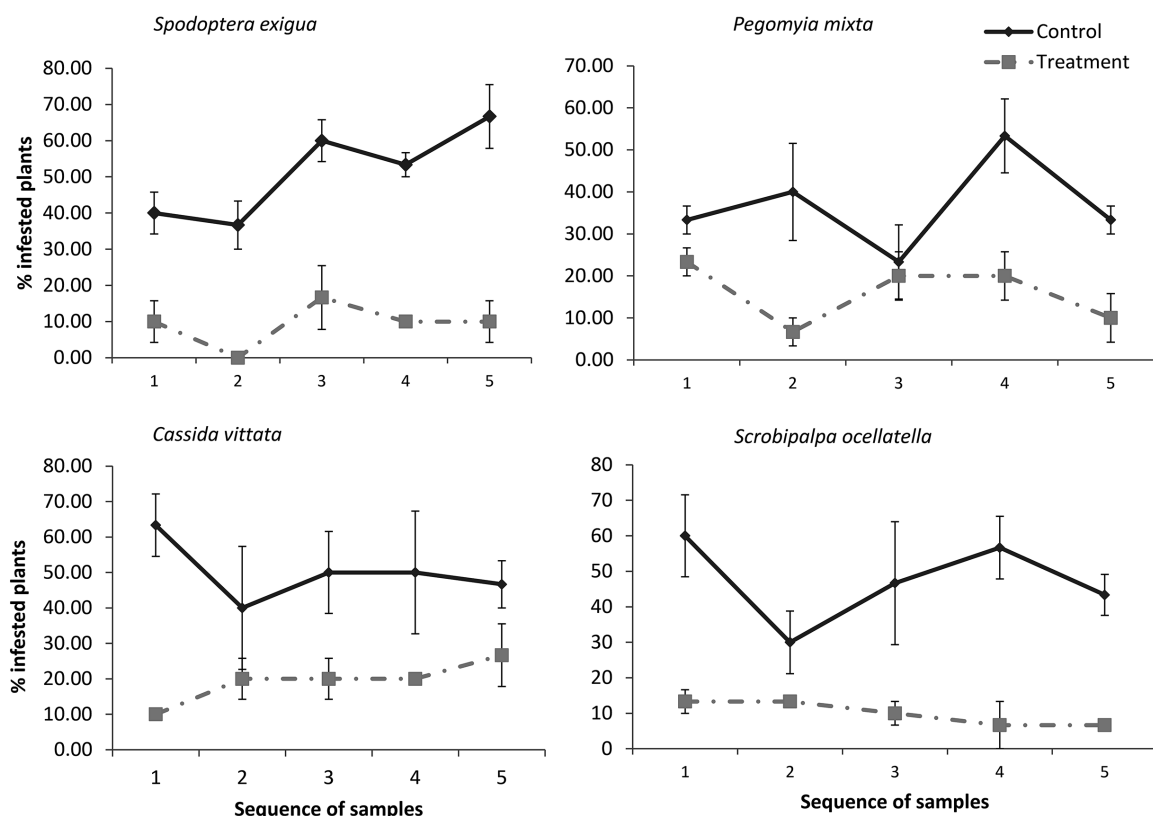 Spodoptera exigua
Pegomyia mixta
Control
Treatment
% infested plants
80.00
70.00
60.00
50.00
40.00
30.00
20.00
10.00
0.00
1 2 3 4 5
70.00
60.00
50.00
40.00
30.00
20.00
10.00
0.00
1 2 3 4 5
Cassida vittata
Scrobipalpa ocellatella
% infested plants
80.00
70.00
60.00
50.00
40.00
30.00
20.00
10.00
0.00
1 2 3 4 5
Sequence of samples
80
70
60
50
40
30
20
10
0
1 2 3 4 5
Sequence of samples